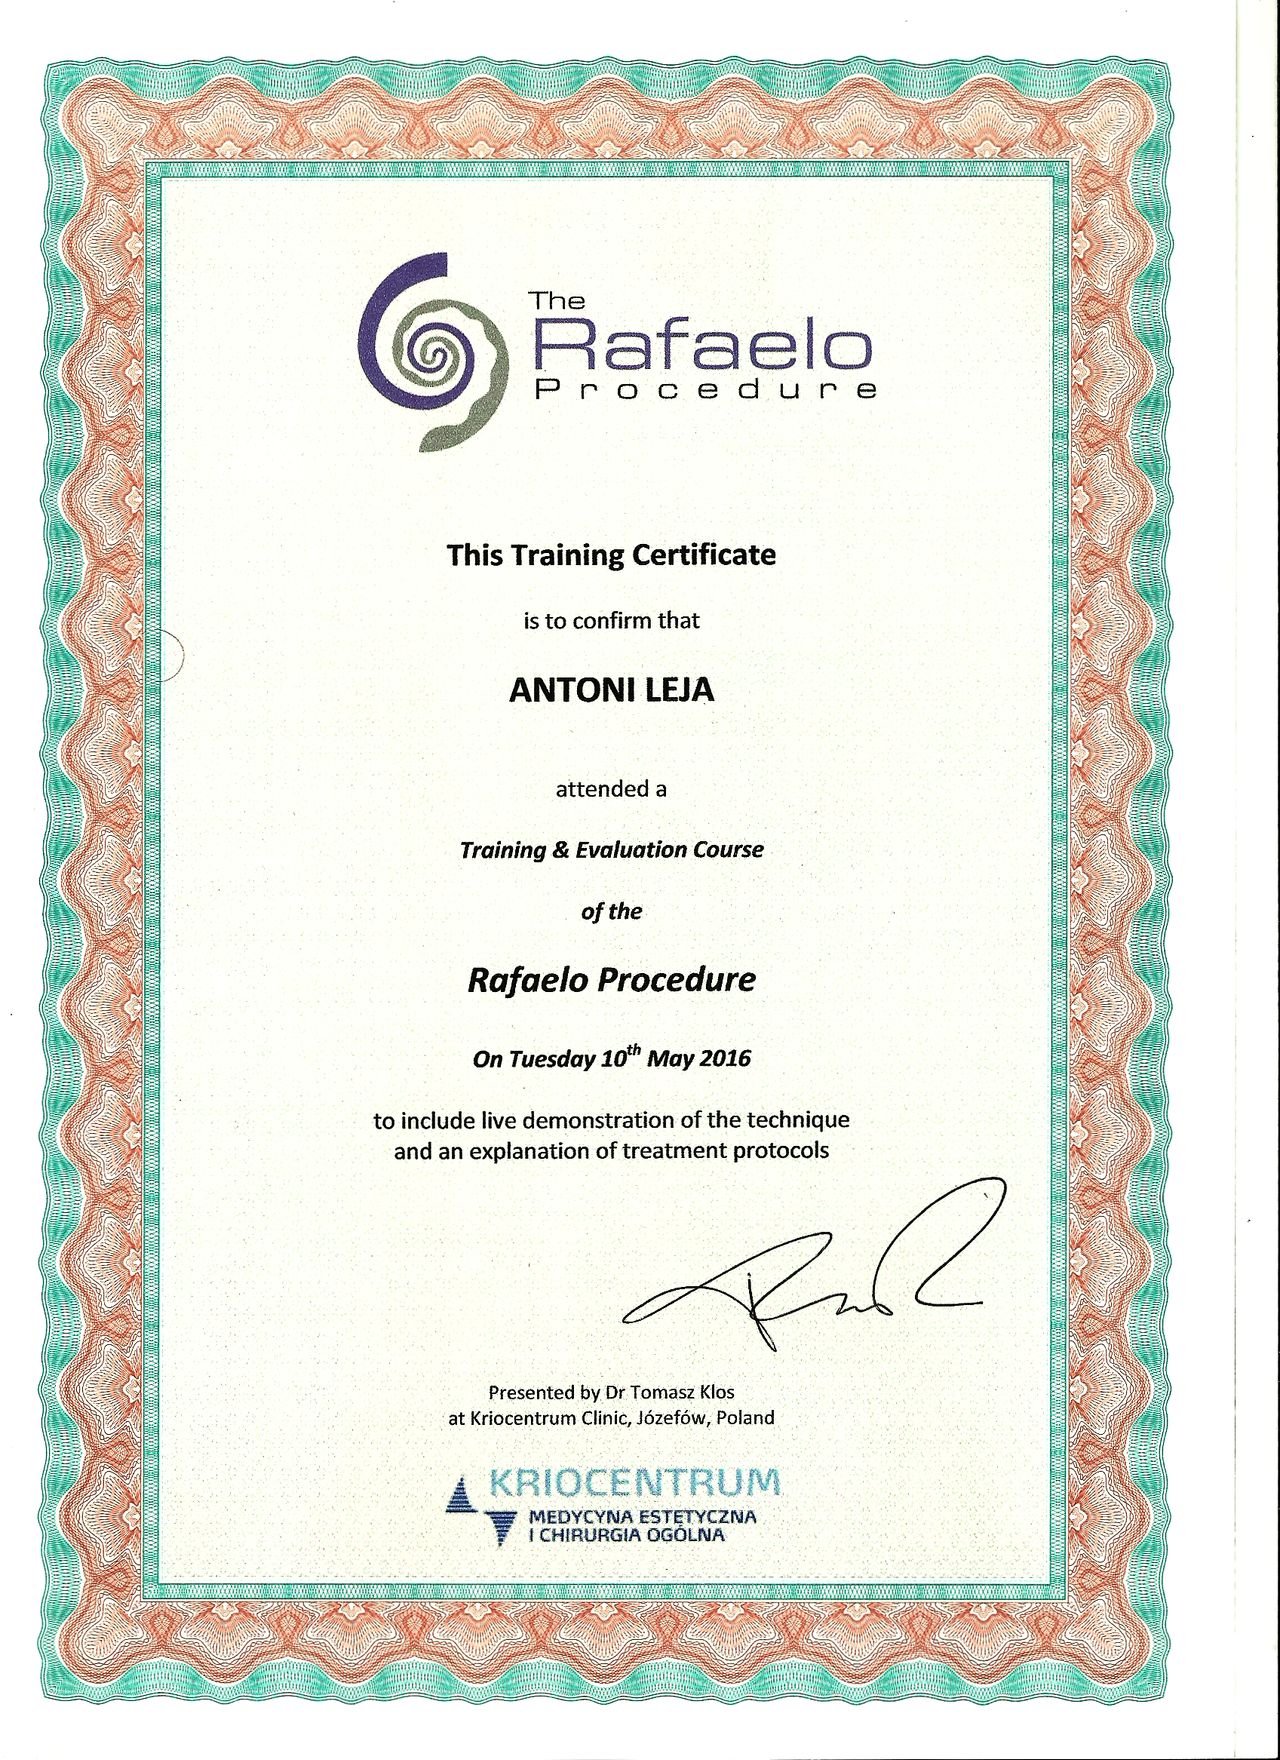 The
Rafaelo
Procedure
This Training Certificate
is to confirm that
ANTONI LEJA
attended a
Training & Evaluation Course
of the
Rafaelo Procedure
On Tuesday 10th May 2016
to include live demonstration of the technique
and an explanation of treatment protocols
Presented by Dr Tomasz Klos
at Kriocentrum Clinic, Józefów, Poland
KRIOCENTRUM
MEDYCYNA ESTETYCZNA
I CHIRURGIA OGÓLNA